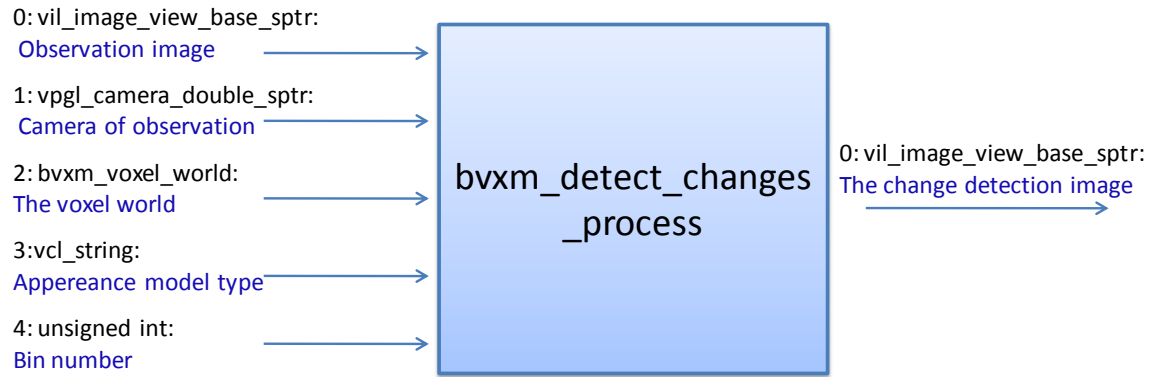 0: vil_image_view_base_sptr:
Observation image
1: vpgl_camera_double_sptr:
Camera of observation
2: bvxm_voxel_world:
The voxel world
3:vcl_string:
Appereance model type
4: unsigned int:
Bin number
bvxm_detect_changes
_process
0: vil_image_view_base_sptr:
The change detection image